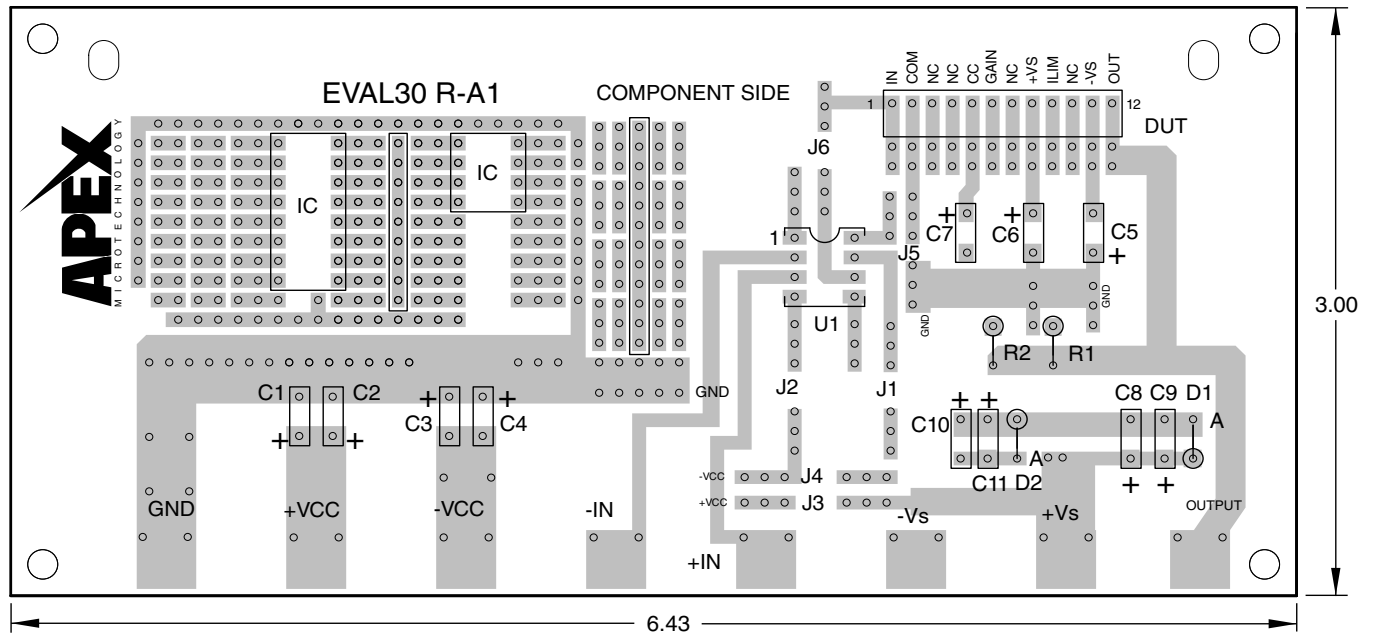 EVAL30 R-A1
COMPONENT SIDE
IN
COM
NC
NC
CC
GAIN
NC
+VS
ILIM
NC
-VS
OUT
1
12
DUT
APEX
MICROTECHNOLOGY
IC
IC
J6
+
C7
+
C6
C5
+
1
J5
GND
GND
U1
3.00
R2
R1
C1
C2
+
+
+
+
C3
C4
GND
J2
J1
C10
+
+
C8
C9
D1
A
A
C11
D2
+
+
-VCC
J4
+VCC
J3
GND
+VCC
-VCC
-IN
+IN
-Vs
+Vs
OUTPUT
6.43